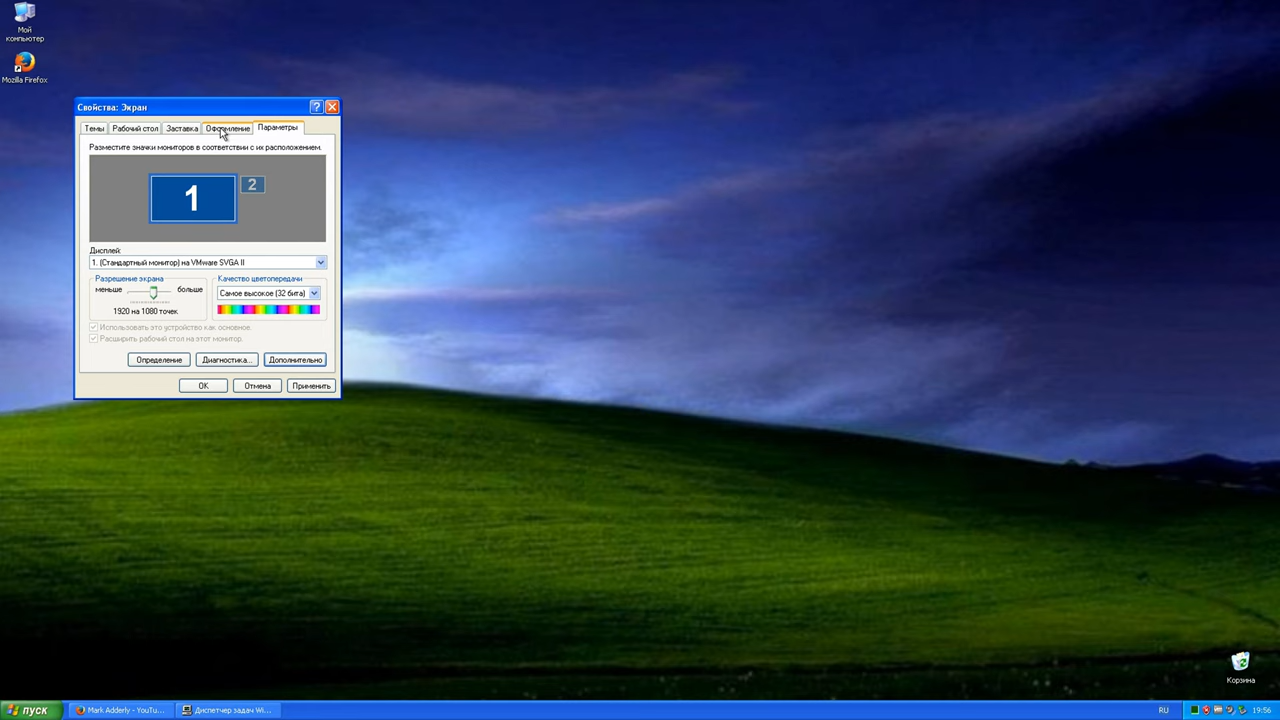 Мой
компьютер
Mozilla Firefox
Свойства: Экран
Темы Рабочий стол Заставка Оформление Параметры
Разместите значки мониторов в соответствии с их расположением.
1 2
Дисплей:
1. (Стандартный монитор) на VMware SVGA II
Разрешение экрана
меньше больше
1920 на 1080 точек
Качество цветопередачи
Самое высокое (32 бита)
Использовать это устройство как основное.
Расширить рабочий стол на этот монитор.
Определение Диагностика... Дополнительно
ОК Отмена Применить
Корзина
пуск Mark Adderly - YouTu... Диспетчер задач Wi... RU 19:56